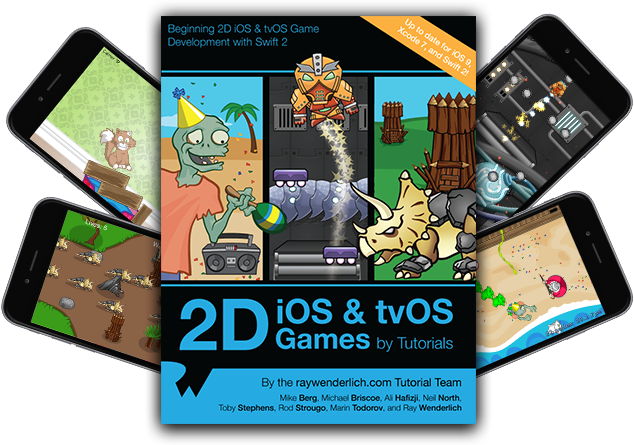 Beginning 2D iOS & tvOS Game
Development with Swift 2
Up to date for iOS 9,
Xcode 7, and Swift 2!
Lives: 5
2D iOS & tvOS
Games by Tutorials
By the raywenderlich.com Tutorial Team
Mike Berg, Michael Briscoe, Ali Hafizji, Neil North,
Toby Stephens, Rod Strougo, Marin Todorov, and Ray Wenderlich